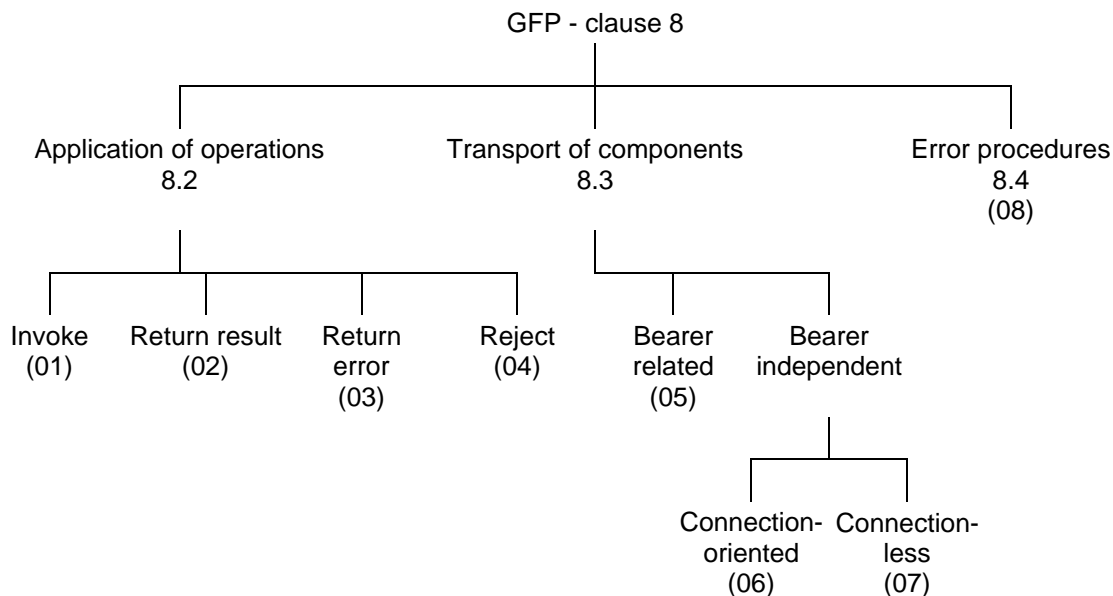 GFP - clause 8
Application of operations
8.2
Transport of components
8.3
Error procedures
8.4
(08)
Invoke
(01)
Return result
(02)
Return
error
(03)
Reject
(04)
Bearer
related
(05)
Bearer
independent
Connection-
oriented
(06)
Connection-
less
(07)